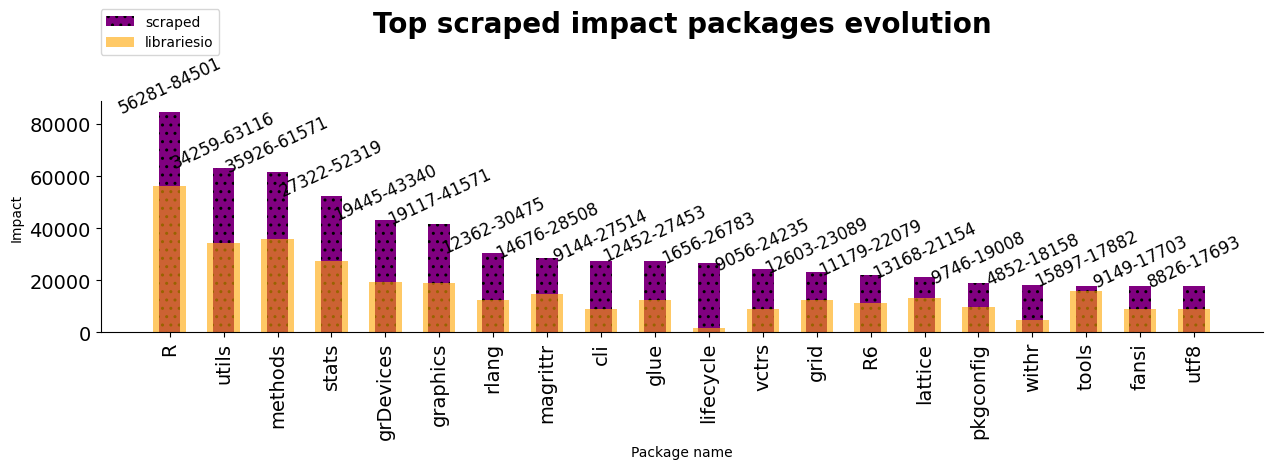 Top scraped impact packages evolution
scraped
librariesio
Impact
80000
60000
40000
20000
0
56281-84501
34259-63116
35926-61571
27322-52319
19445-43340
19117-41571
12362-30475
14676-28508
9144-27514
12452-27453
1656-26783
9056-24235
12603-23089
11179-22079
13168-21154
9746-19008
4852-18158
15897-17882
9149-17703
8826-17693
R
utils
methods
stats
grDevices
graphics
rlang
magrittr
cli
glue
lifecycle
vctrs
grid
R6
lattice
pkgconfig
withr
tools
fansi
utf8
Package name